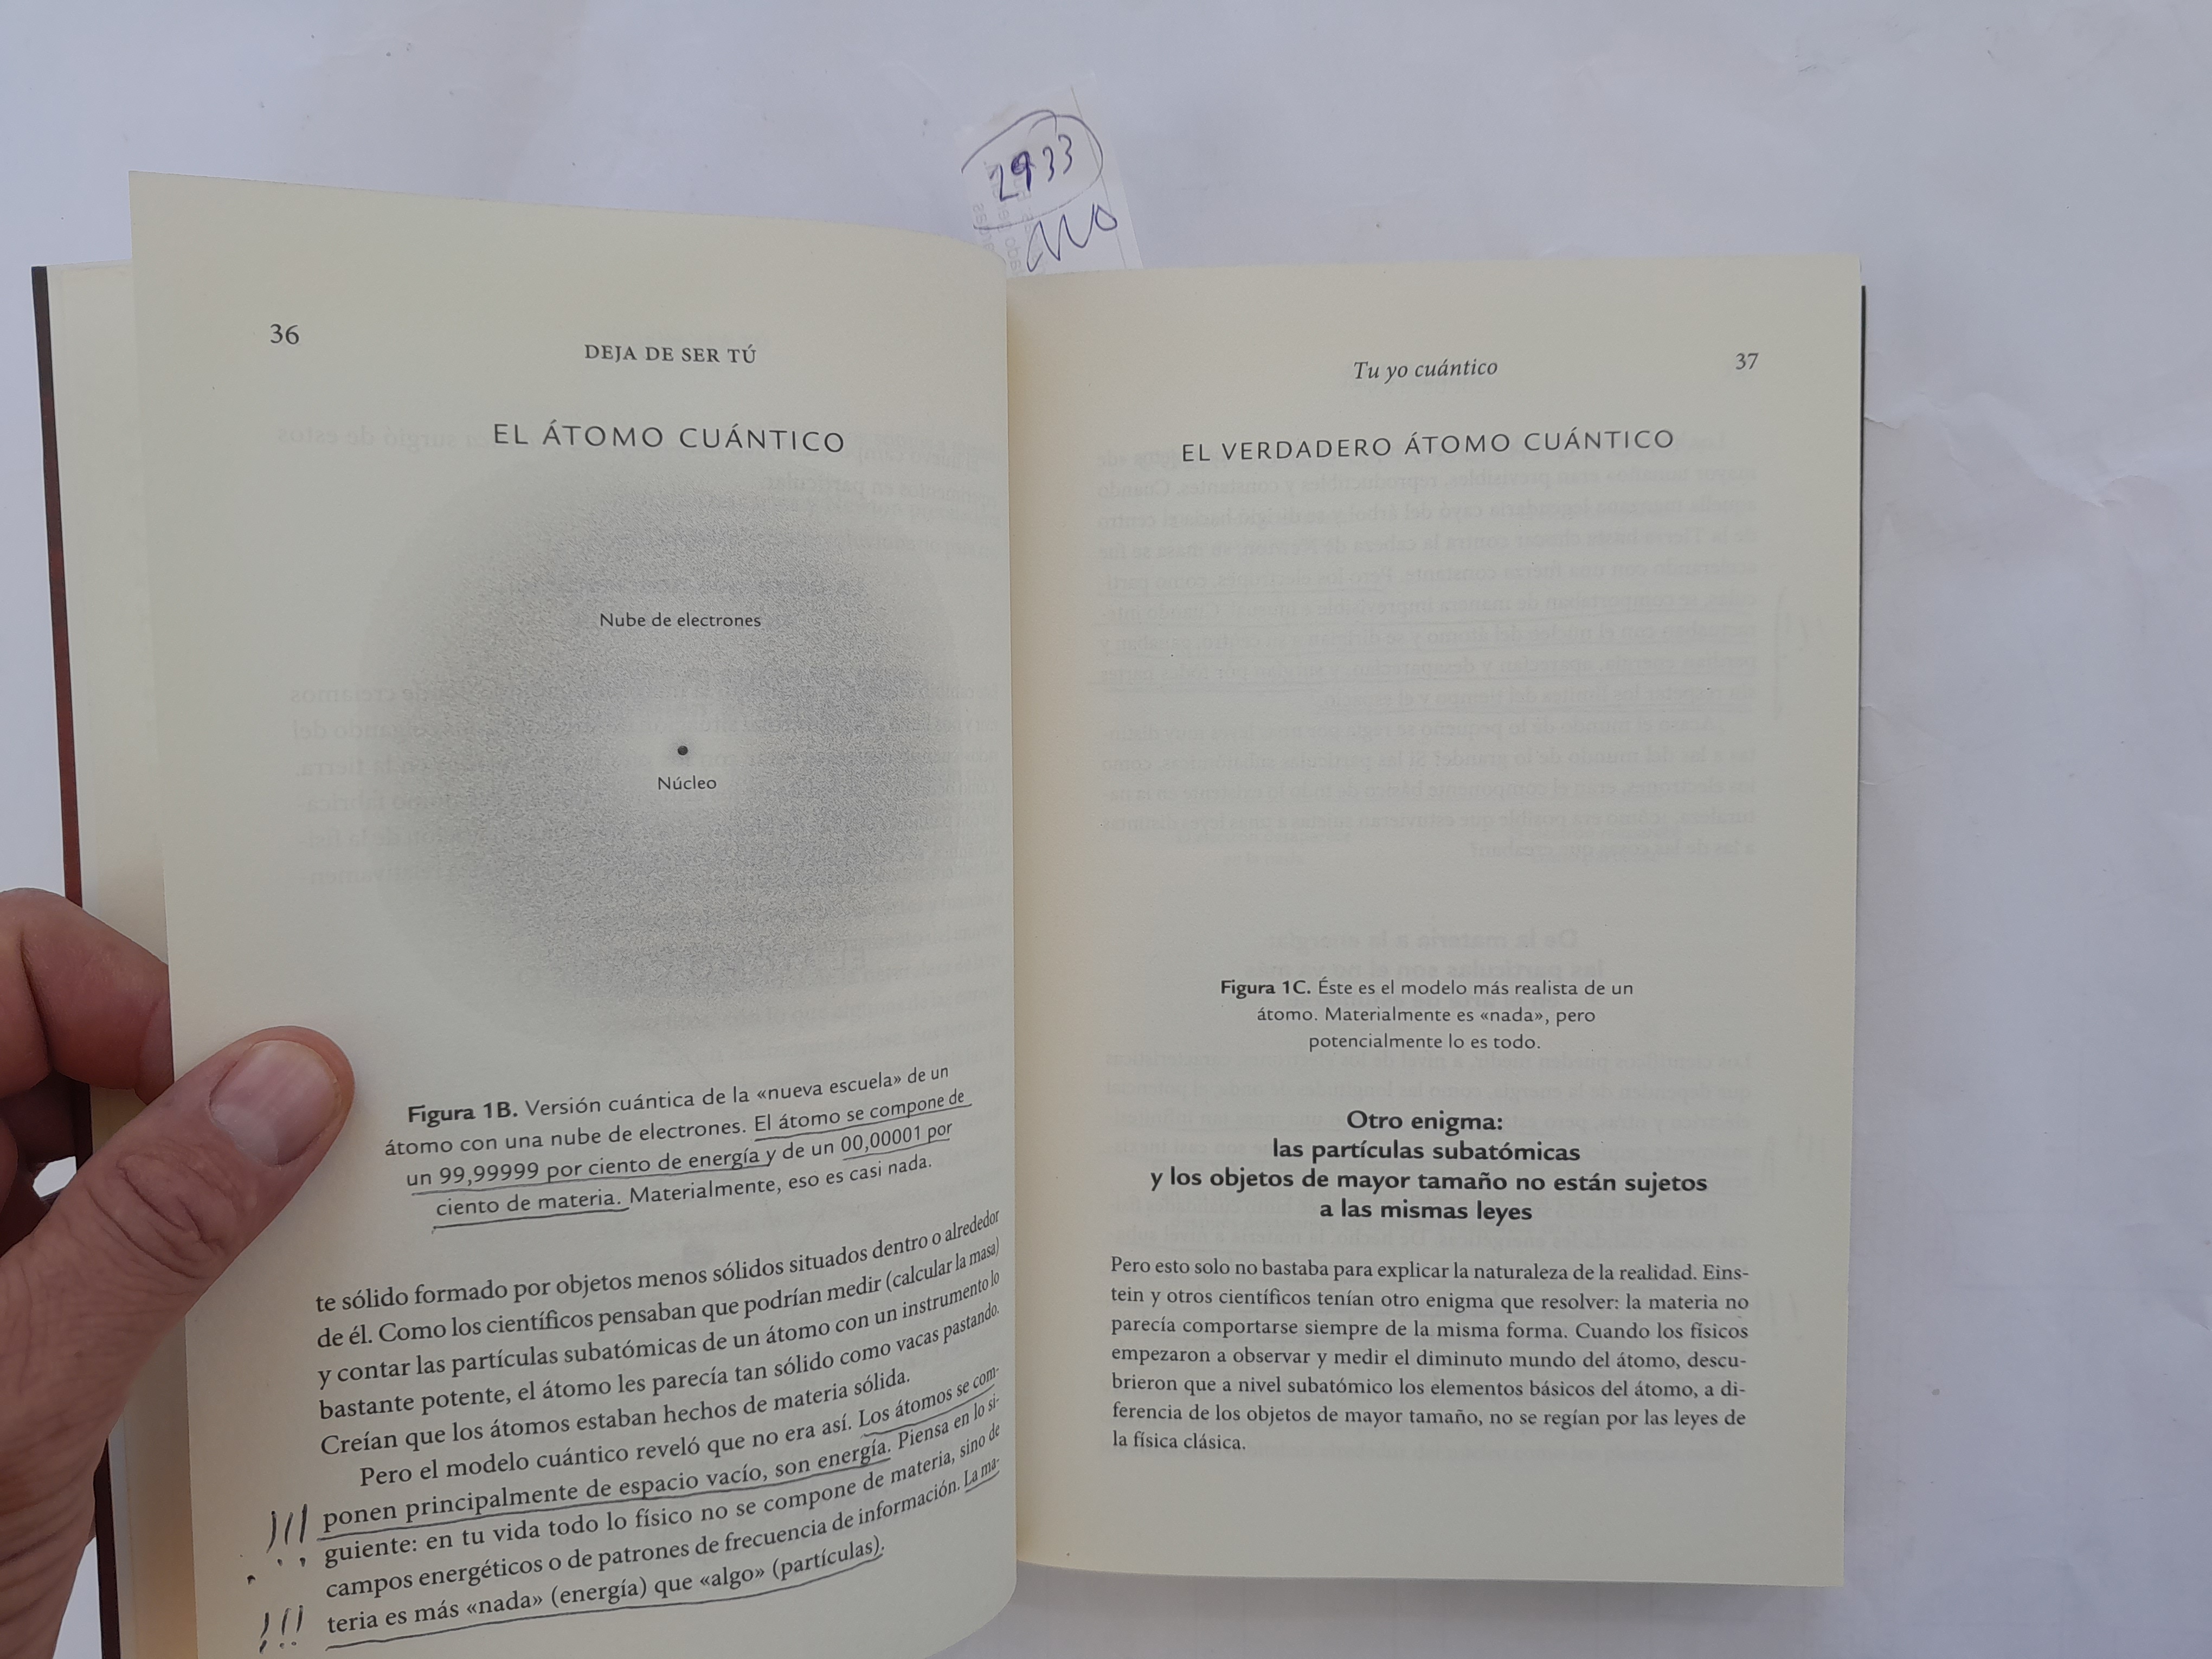 2933
36
DEJA DE SER TÚ
EL ÁTOMO CUÁNTICO
Nube de electrones
Núcleo
Figura 1B. Versión cuántica de la «nueva escuela» de un
átomo con una nube de electrones. El átomo se compone de
un 99,99999 por ciento de energía y de un 00,00001 por
ciento de materia. Materialmente, eso es casi nada.
te sólido formado por objetos menos sólidos situados dentro o alrededor
de él. Como los científicos pensaban que podrían medir (calcular la masa)
y contar las partículas subatómicas de un átomo con un instrumento lo
bastante potente, el átomo les parecía tan sólido como vacas pastando.
Creían que los átomos estaban hechos de materia sólida.
Pero el modelo cuántico reveló que no era así. Los átomos se com-
ponen principalmente de espacio vacío, son energía. Piensa en lo si-
guiente: en tu vida todo lo físico no se compone de materia, sino de
campos energéticos o de patrones de frecuencia de información. La ma-
teria es más «nada» (energía) que «algo» (partículas).
!!!
!!!
Tu yo cuántico
37
EL VERDADERO ÁTOMO CUÁNTICO
Figura 1C. Éste es el modelo más realista de un
átomo. Materialmente es «nada», pero
potencialmente lo es todo.
Otro enigma:
las partículas subatómicas
y los objetos de mayor tamaño no están sujetos
a las mismas leyes
Pero esto solo no bastaba para explicar la naturaleza de la realidad. Eins-
tein y otros científicos tenían otro enigma que resolver: la materia no
parecía comportarse siempre de la misma forma. Cuando los físicos
empezaron a observar y medir el diminuto mundo del átomo, descu-
brieron que a nivel subatómico los elementos básicos del átomo, a di-
ferencia de los objetos de mayor tamaño, no se regían por las leyes de
la física clásica.